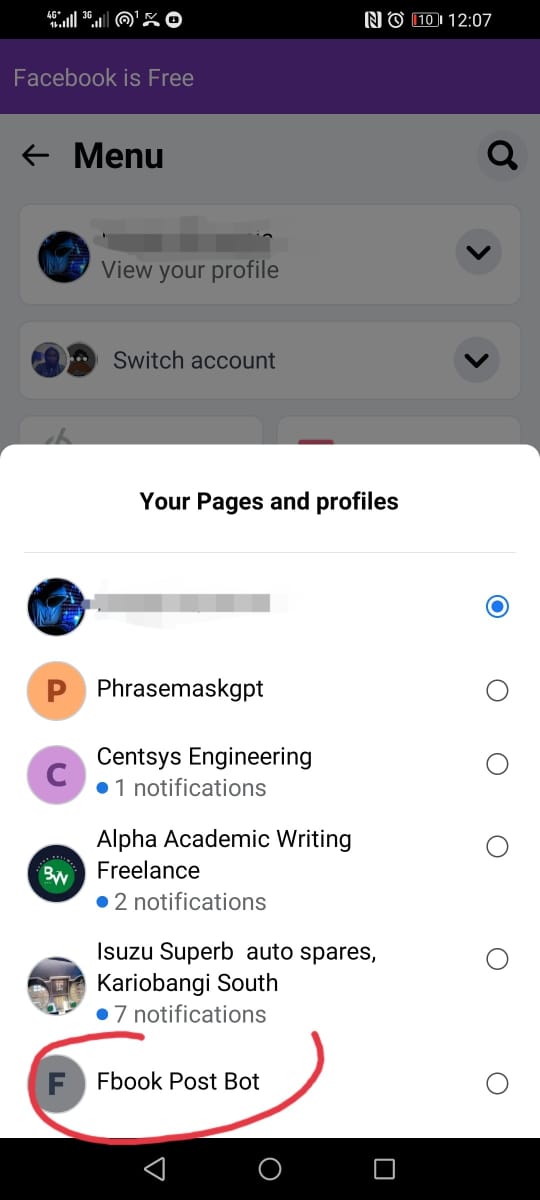 4G+ 3G 1 10 12:07
Facebook is Free
Menu
View your profile
Switch account
Your Pages and profiles
P Phrasemaskgpt
C Centsys Engineering
1 notifications
Alpha Academic Writing
BW Freelance
2 notifications
Isuzu Superb auto spares,
Kariobangi South
7 notifications
F Fbook Post Bot